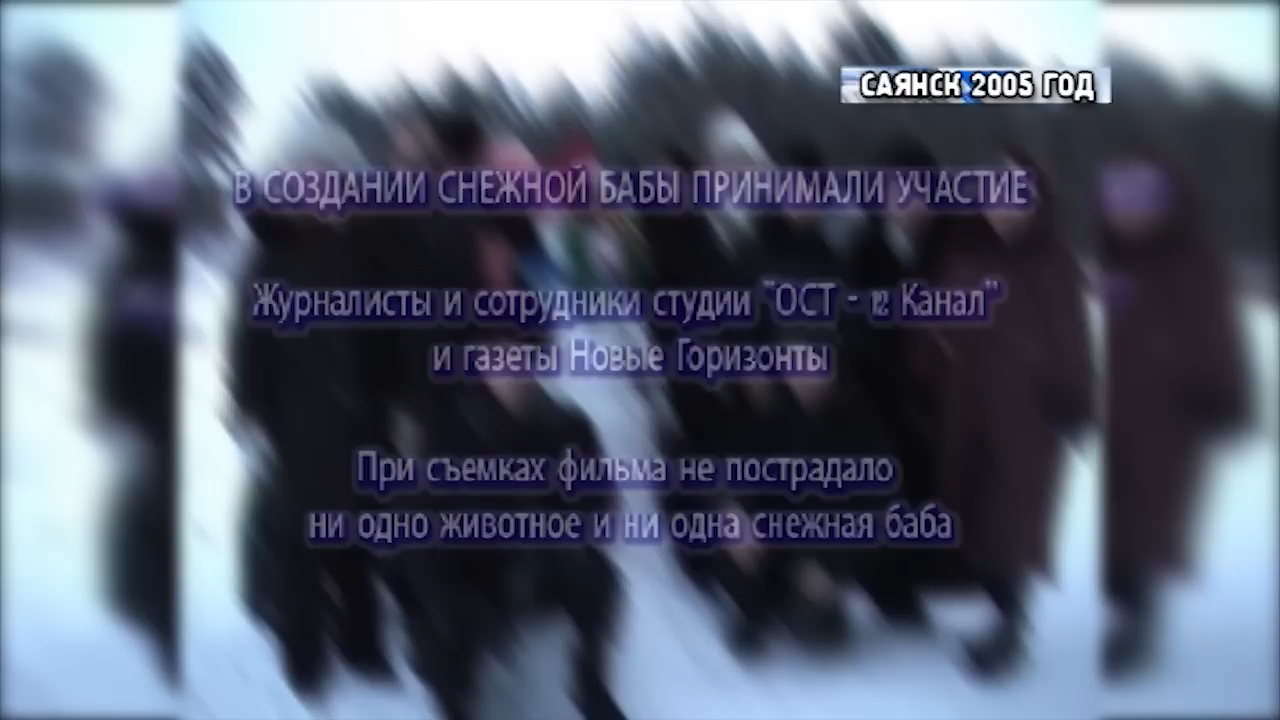 САЯНСК 2005 ГОД
В СОЗДАНИИ СНЕЖНОЙ БАБЫ ПРИНИМАЛИ УЧАСТИЕ
Журналисты и сотрудники студии "ОСТ - 12 Канал"
и газеты Новые Горизонты
При съемках фильма не пострадало
ни одно животное и ни одна снежная баба